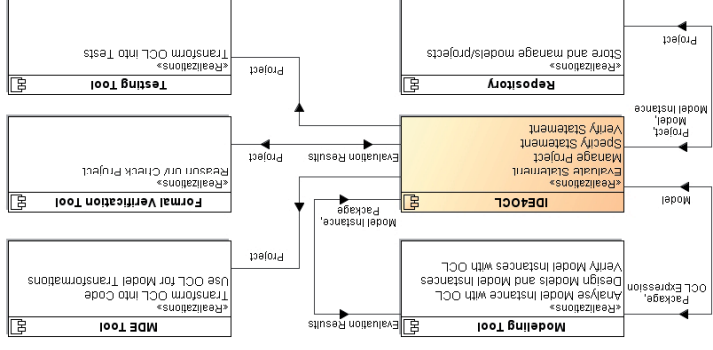 Modeling Tool
«Realizations»
Analyse Model Instance with OCL
Design Models and Model Instances
Verify Model Instances with OCL
Evaluation Results
MDE Tool
«Realizations»
Transform OCL into Code
Use OCL for Model Transformations
Package,
OCL Expression
Project
Model Instance,
Package
Model
IDE4OCL
«Realizations»
Evaluate Statement
Manage Project
Specify Statement
Verify Statement
Evaluation Results
Project
Formal Verification Tool
«Realizations»
Reason on/ Check Project
Project,
Model,
Model Instance
Repository
«Realizations»
Store and manage models/projects
Project
Project
Testing Tool
«Realizations»
Transform OCL into Tests